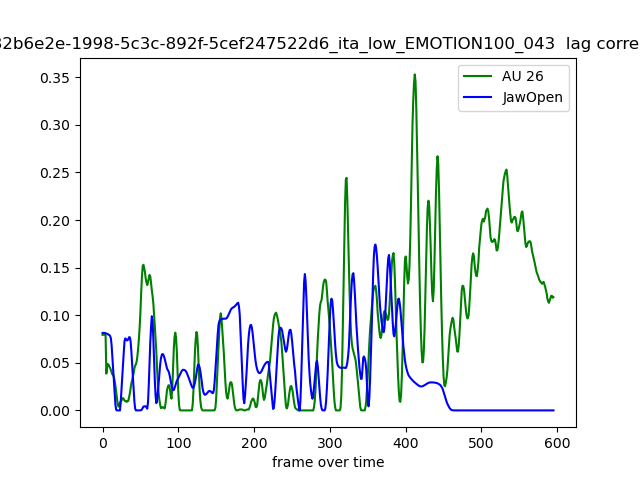 32b6e2e-1998-5c3c-892f-5cef247522d6_ita_low_EMOTION100_043 lag corre
AU 26
JawOpen
0.35
0.30
0.25
0.20
0.15
0.10
0.05
0.00
0 100 200 300 400 500 600
frame over time